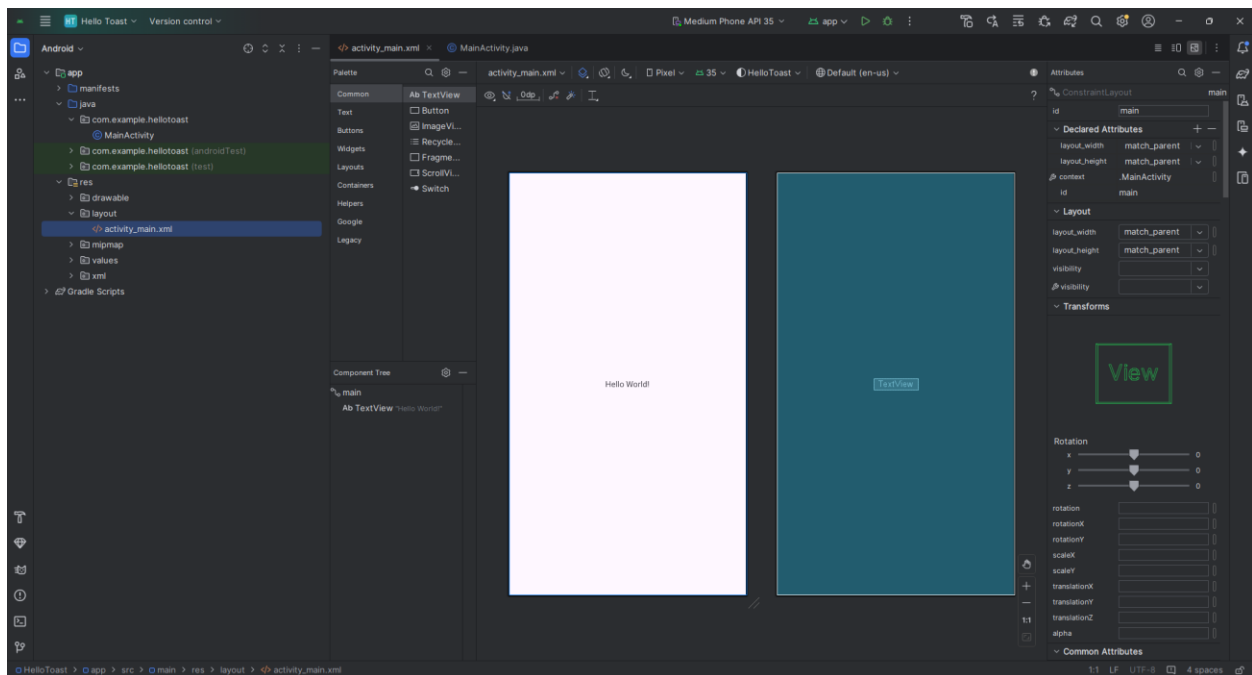 HT Hello Toast Version control Medium Phone API 35 app
Android
app
manifests
java
com.example.hellotoast
MainActivity
com.example.hellotoast (androidTest)
com.example.hellotoast (test)
res
drawable
layout
activity_main.xml
mipmap
values
xml
Gradle Scripts
activity_main.xml MainActivity.java
Palette
Common
Text
Buttons
Widgets
Layouts
Containers
Helpers
Google
Legacy
Ab TextView
Button
ImageVi...
Recycle...
Fragme...
ScrollVi...
Switch
Component Tree
main
Ab TextView "Hello World!"
activity_main.xml Pixel 35 HelloToast Default (en-us)
0dp
?
Hello World!
TextView
1:1
Attributes
ConstraintLayout main
id main
Declared Attributes
layout_width match_parent
layout_height match_parent
context .MainActivity
id main
Layout
layout_width match_parent
layout_height match_parent
visibility
visibility
Transforms
View
Rotation
x 0
y 0
z 0
rotation
rotationX
rotationY
scaleX
scaleY
translationX
translationY
translationZ
alpha
Common Attributes
HelloToast > app > src > main > res > layout > activity_main.xml
1:1 LF UTF-8 4 spaces